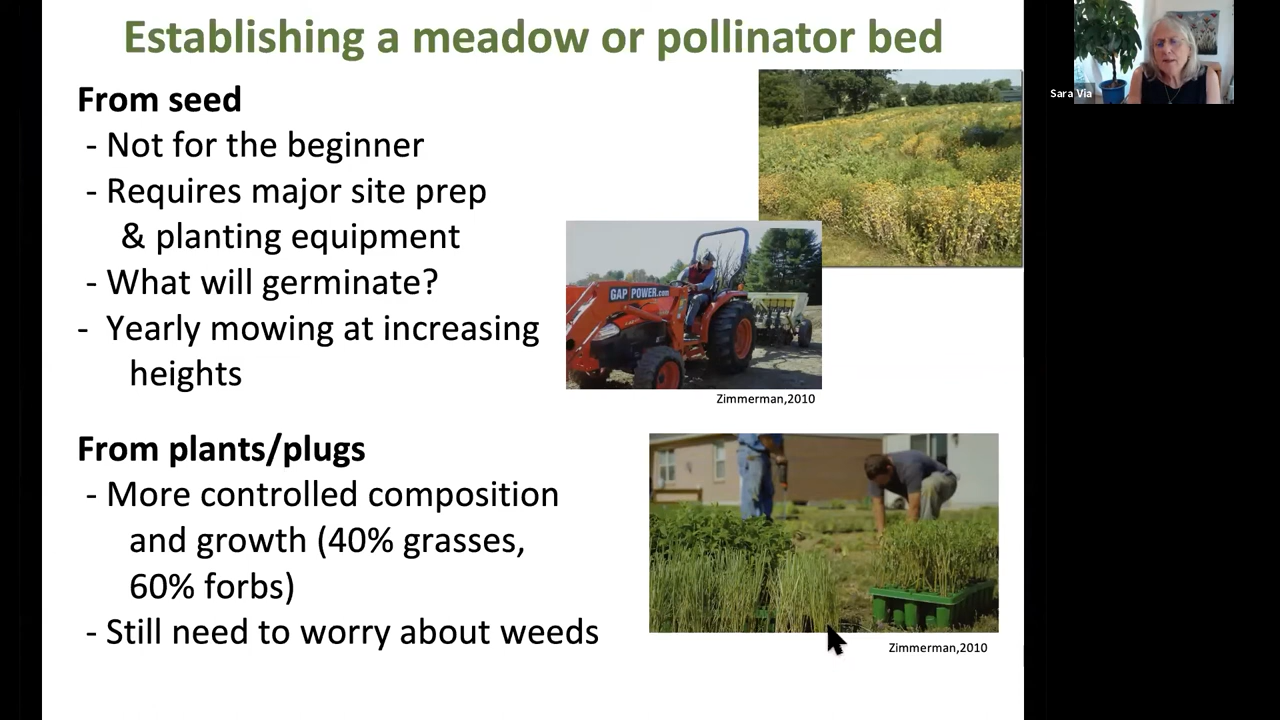 Establishing a meadow or pollinator bed
From seed
- Not for the beginner
- Requires major site prep
& planting equipment
- What will germinate?
- Yearly mowing at increasing
heights
GAP POWER.com
Zimmerman,2010
From plants/plugs
- More controlled composition
and growth (40% grasses,
60% forbs)
- Still need to worry about weeds
Zimmerman,2010
Sara Via